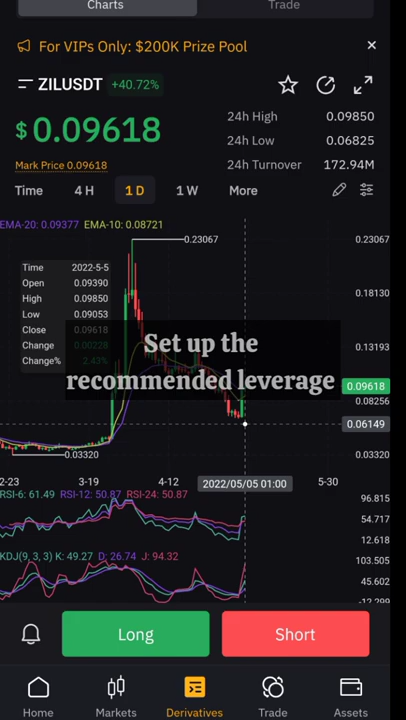 Charts
Trade
For VIPs Only: $200K Prize Pool
ZILUSDT +40.72%
$0.09618
Mark Price 0.09618
24h High 0.09850
24h Low 0.06825
24h Turnover 172.94M
Time 4 H 1 D 1 W More
EMA-20: 0.09377 EMA-10: 0.08721
0.23067
0.23067
Time 2022-5-5
Open 0.09390
High 0.09850
Low 0.09053
Close 0.09618
Change 0.00228
Change% 2.43%
0.18130
0.13193
Set up the
recommended leverage
0.09618
0.08256
0.06149
0.03320
0.03320
2-23 3-19 4-12 2022/05/05 01:00 5-30
RSI-6: 61.49 RSI-12: 50.87 RSI-24: 50.87
96.815
54.717
12.618
KDJ(9, 3, 3) K: 49.27 D: 26.74 J: 94.32
103.505
45.602
-12.299
Long
Short
Home
Markets
Derivatives
Trade
Assets